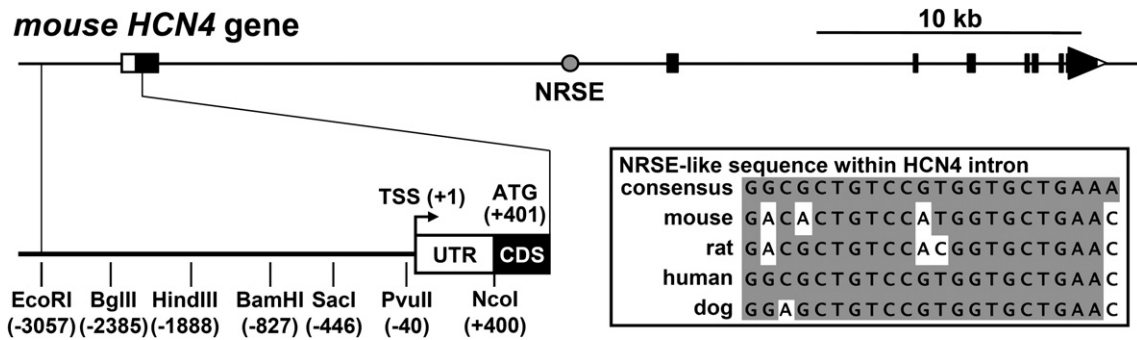 mouse HCN4 gene
10 kb
NRSE
TSS (+1)
ATG
(+401)
UTR
CDS
EcoRI BglII HindIII BamHI SacI PvuII NcoI
(-3057) (-2385) (-1888) (-827) (-446) (-40) (+400)
NRSE-like sequence within HCN4 intron
consensus GGCGCTGTCCGTGGTGCTGAAA
mouse GACACTGTCCATGGTGCTGAAC
rat GACGCTGTCCACGGTGCTGAAC
human GGCGCTGTCCGTGGTGCTGAAC
dog GGAGCTGTCCGTGGTGCTGAAC